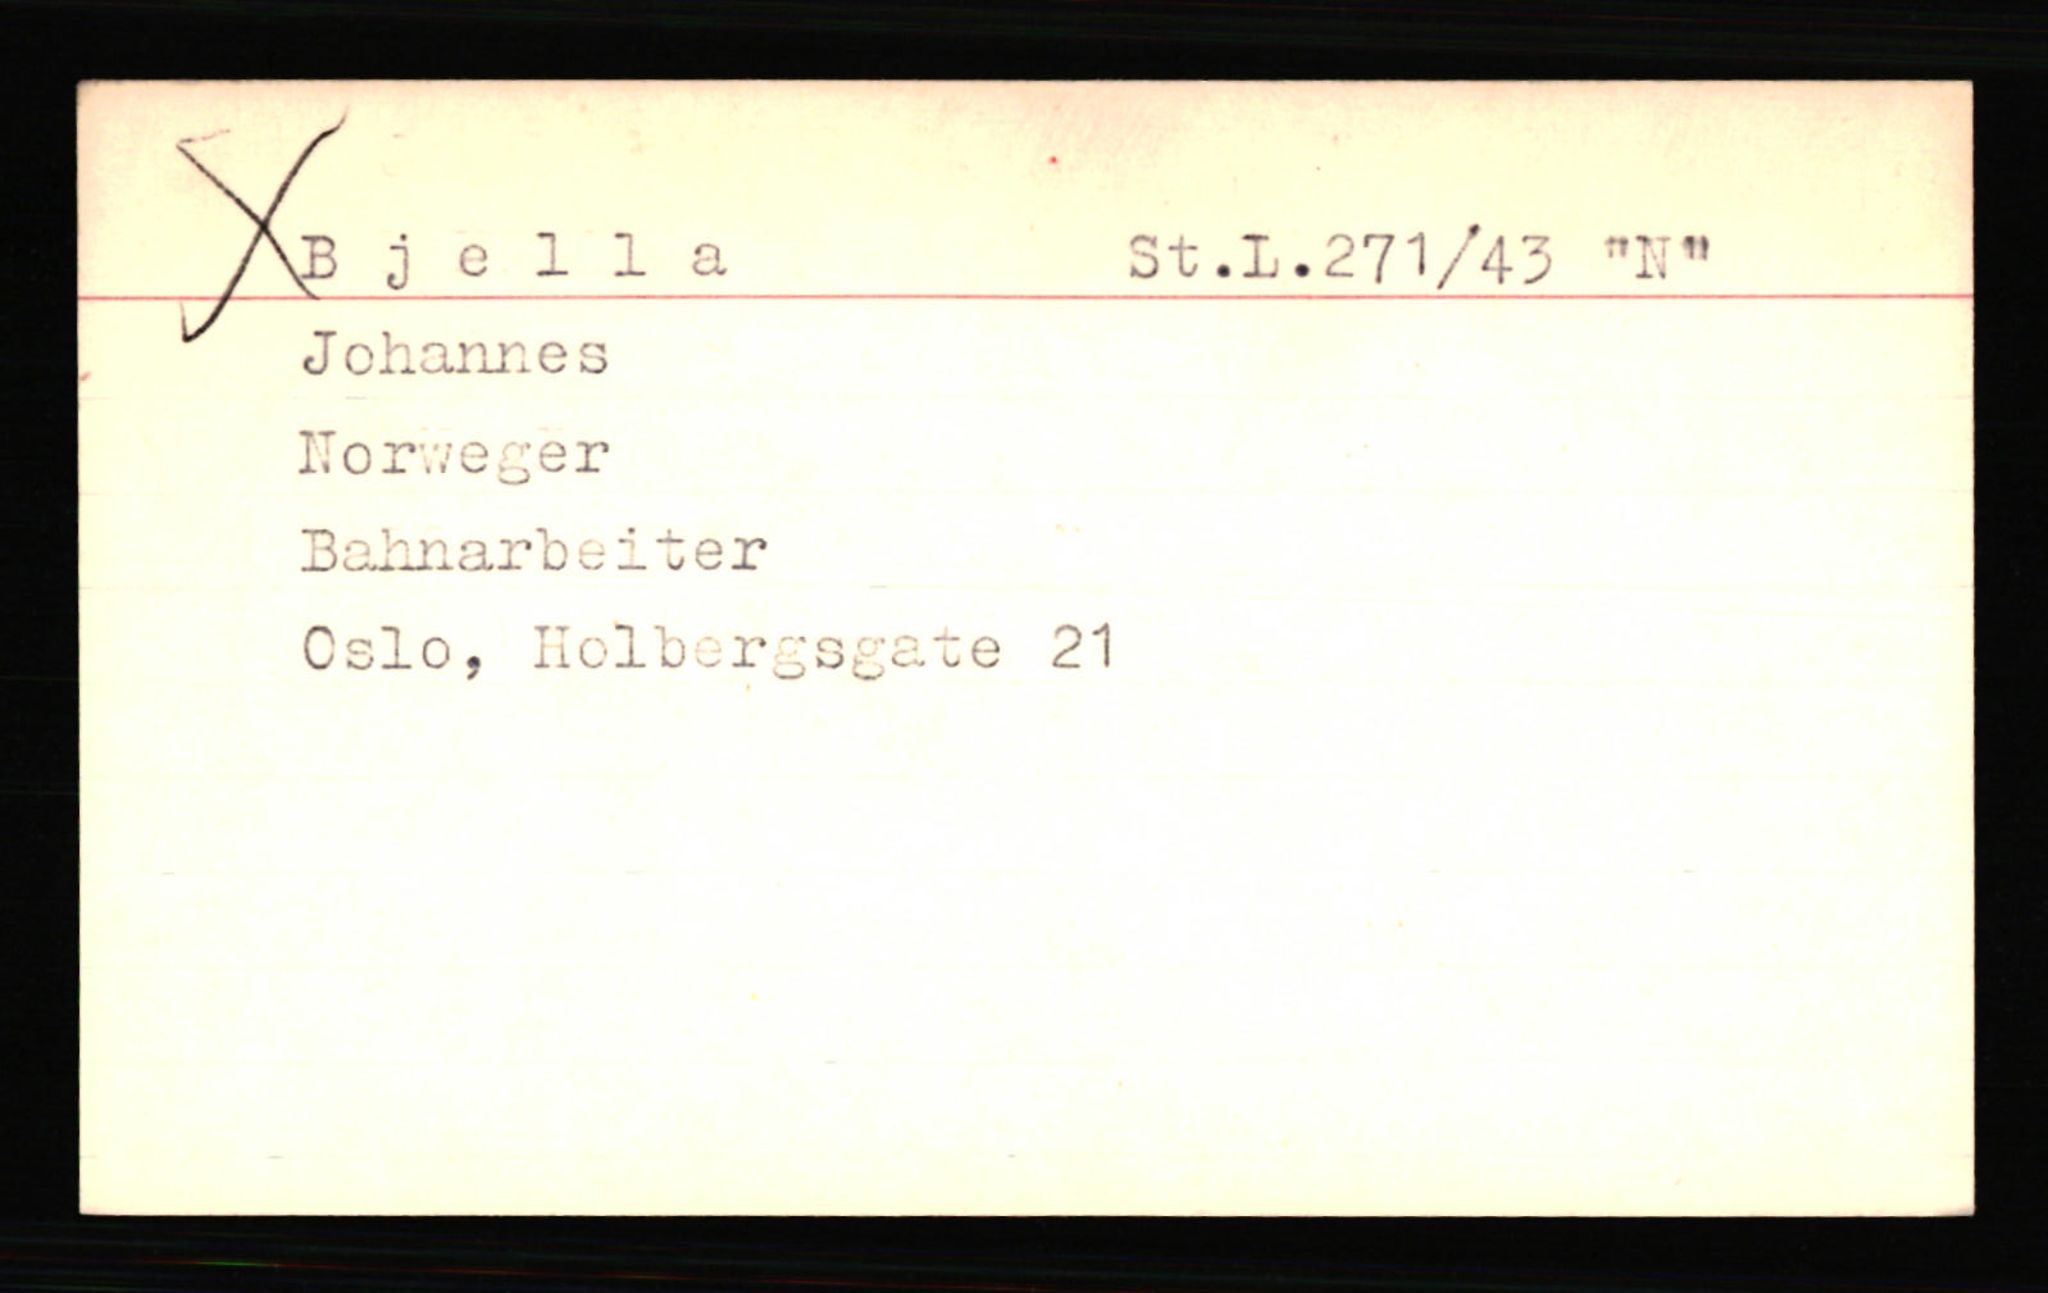 B j e l l a St.L.271/43 "N"
Johannes
Norweger
Bahnarbeiter
Oslo, Holbergsgate 21